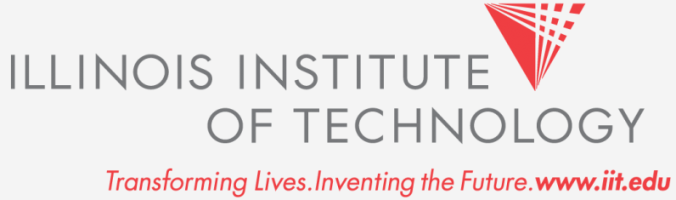 ILLINOIS INSTITUTE
OF TECHNOLOGY
Transforming Lives.Inventing the Future.www.iit.edu